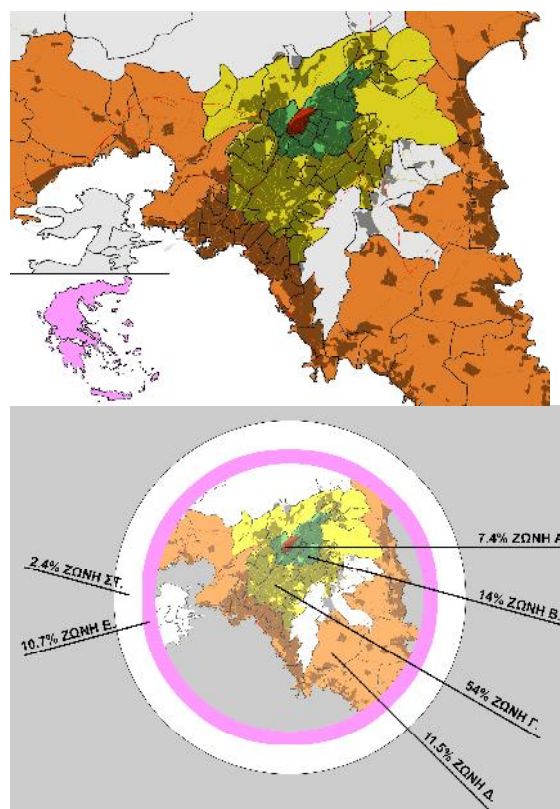 7.4% ΖΩΝΗ Α
2.4% ΖΩΝΗ ΣΤ.
14% ΖΩΝΗ Β.
10.7% ΖΩΝΗ Ε.
54% ΖΩΝΗ Γ.
11.5% ΖΩΝΗ Δ.